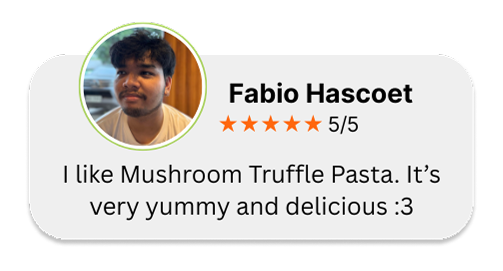 Fabio Hascoet
★★★★★ 5/5
I like Mushroom Truffle Pasta. It’s
very yummy and delicious :3